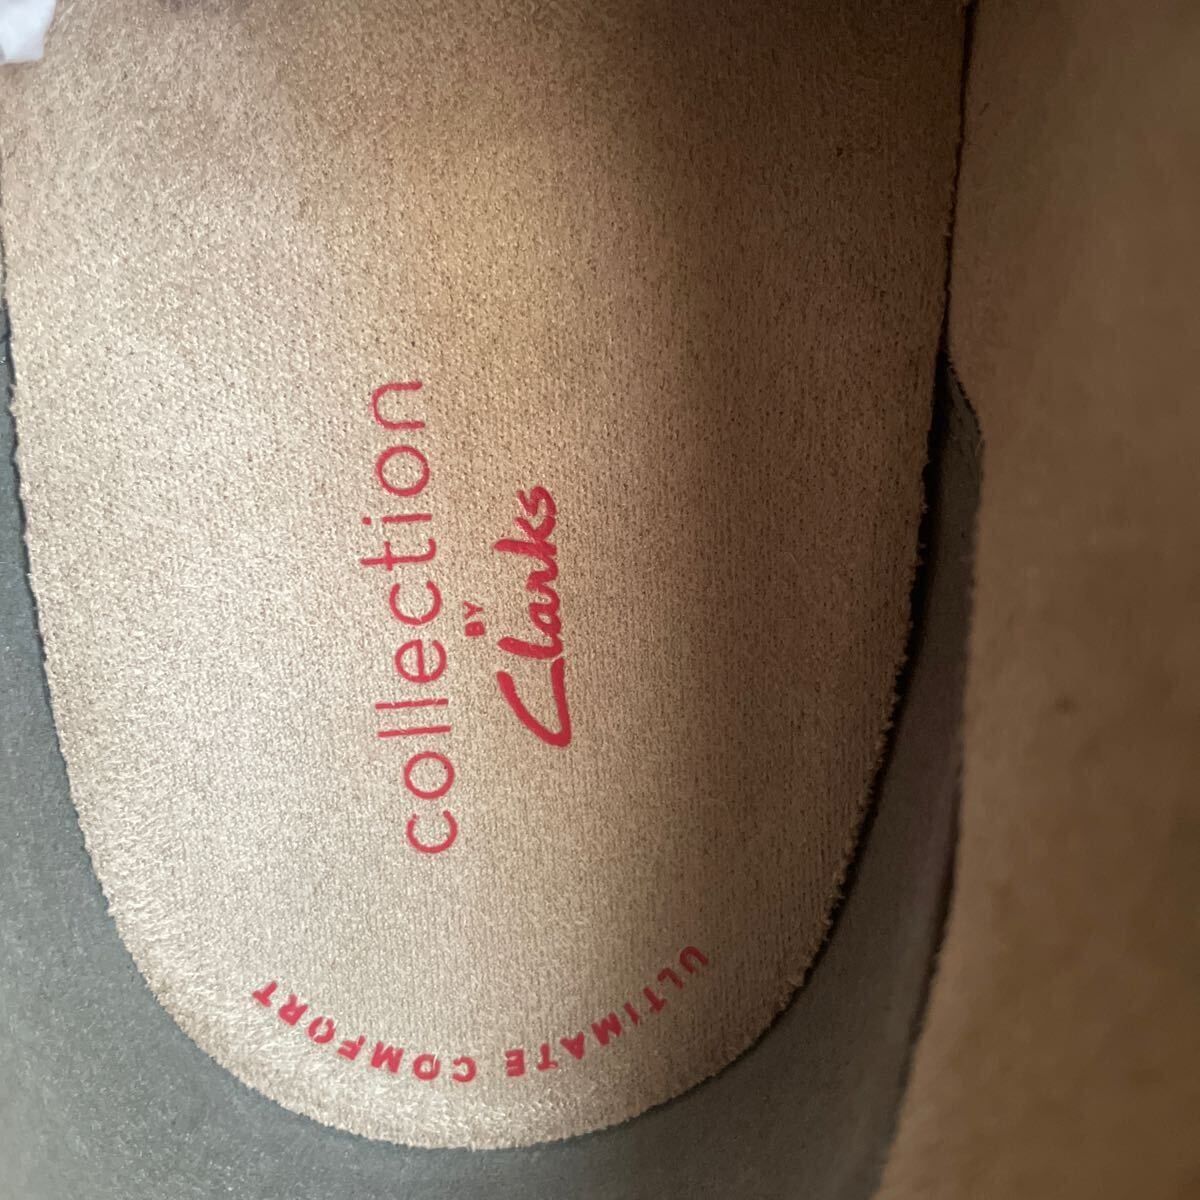 collection
BY
Clarks
ULTIMATE COMFORT